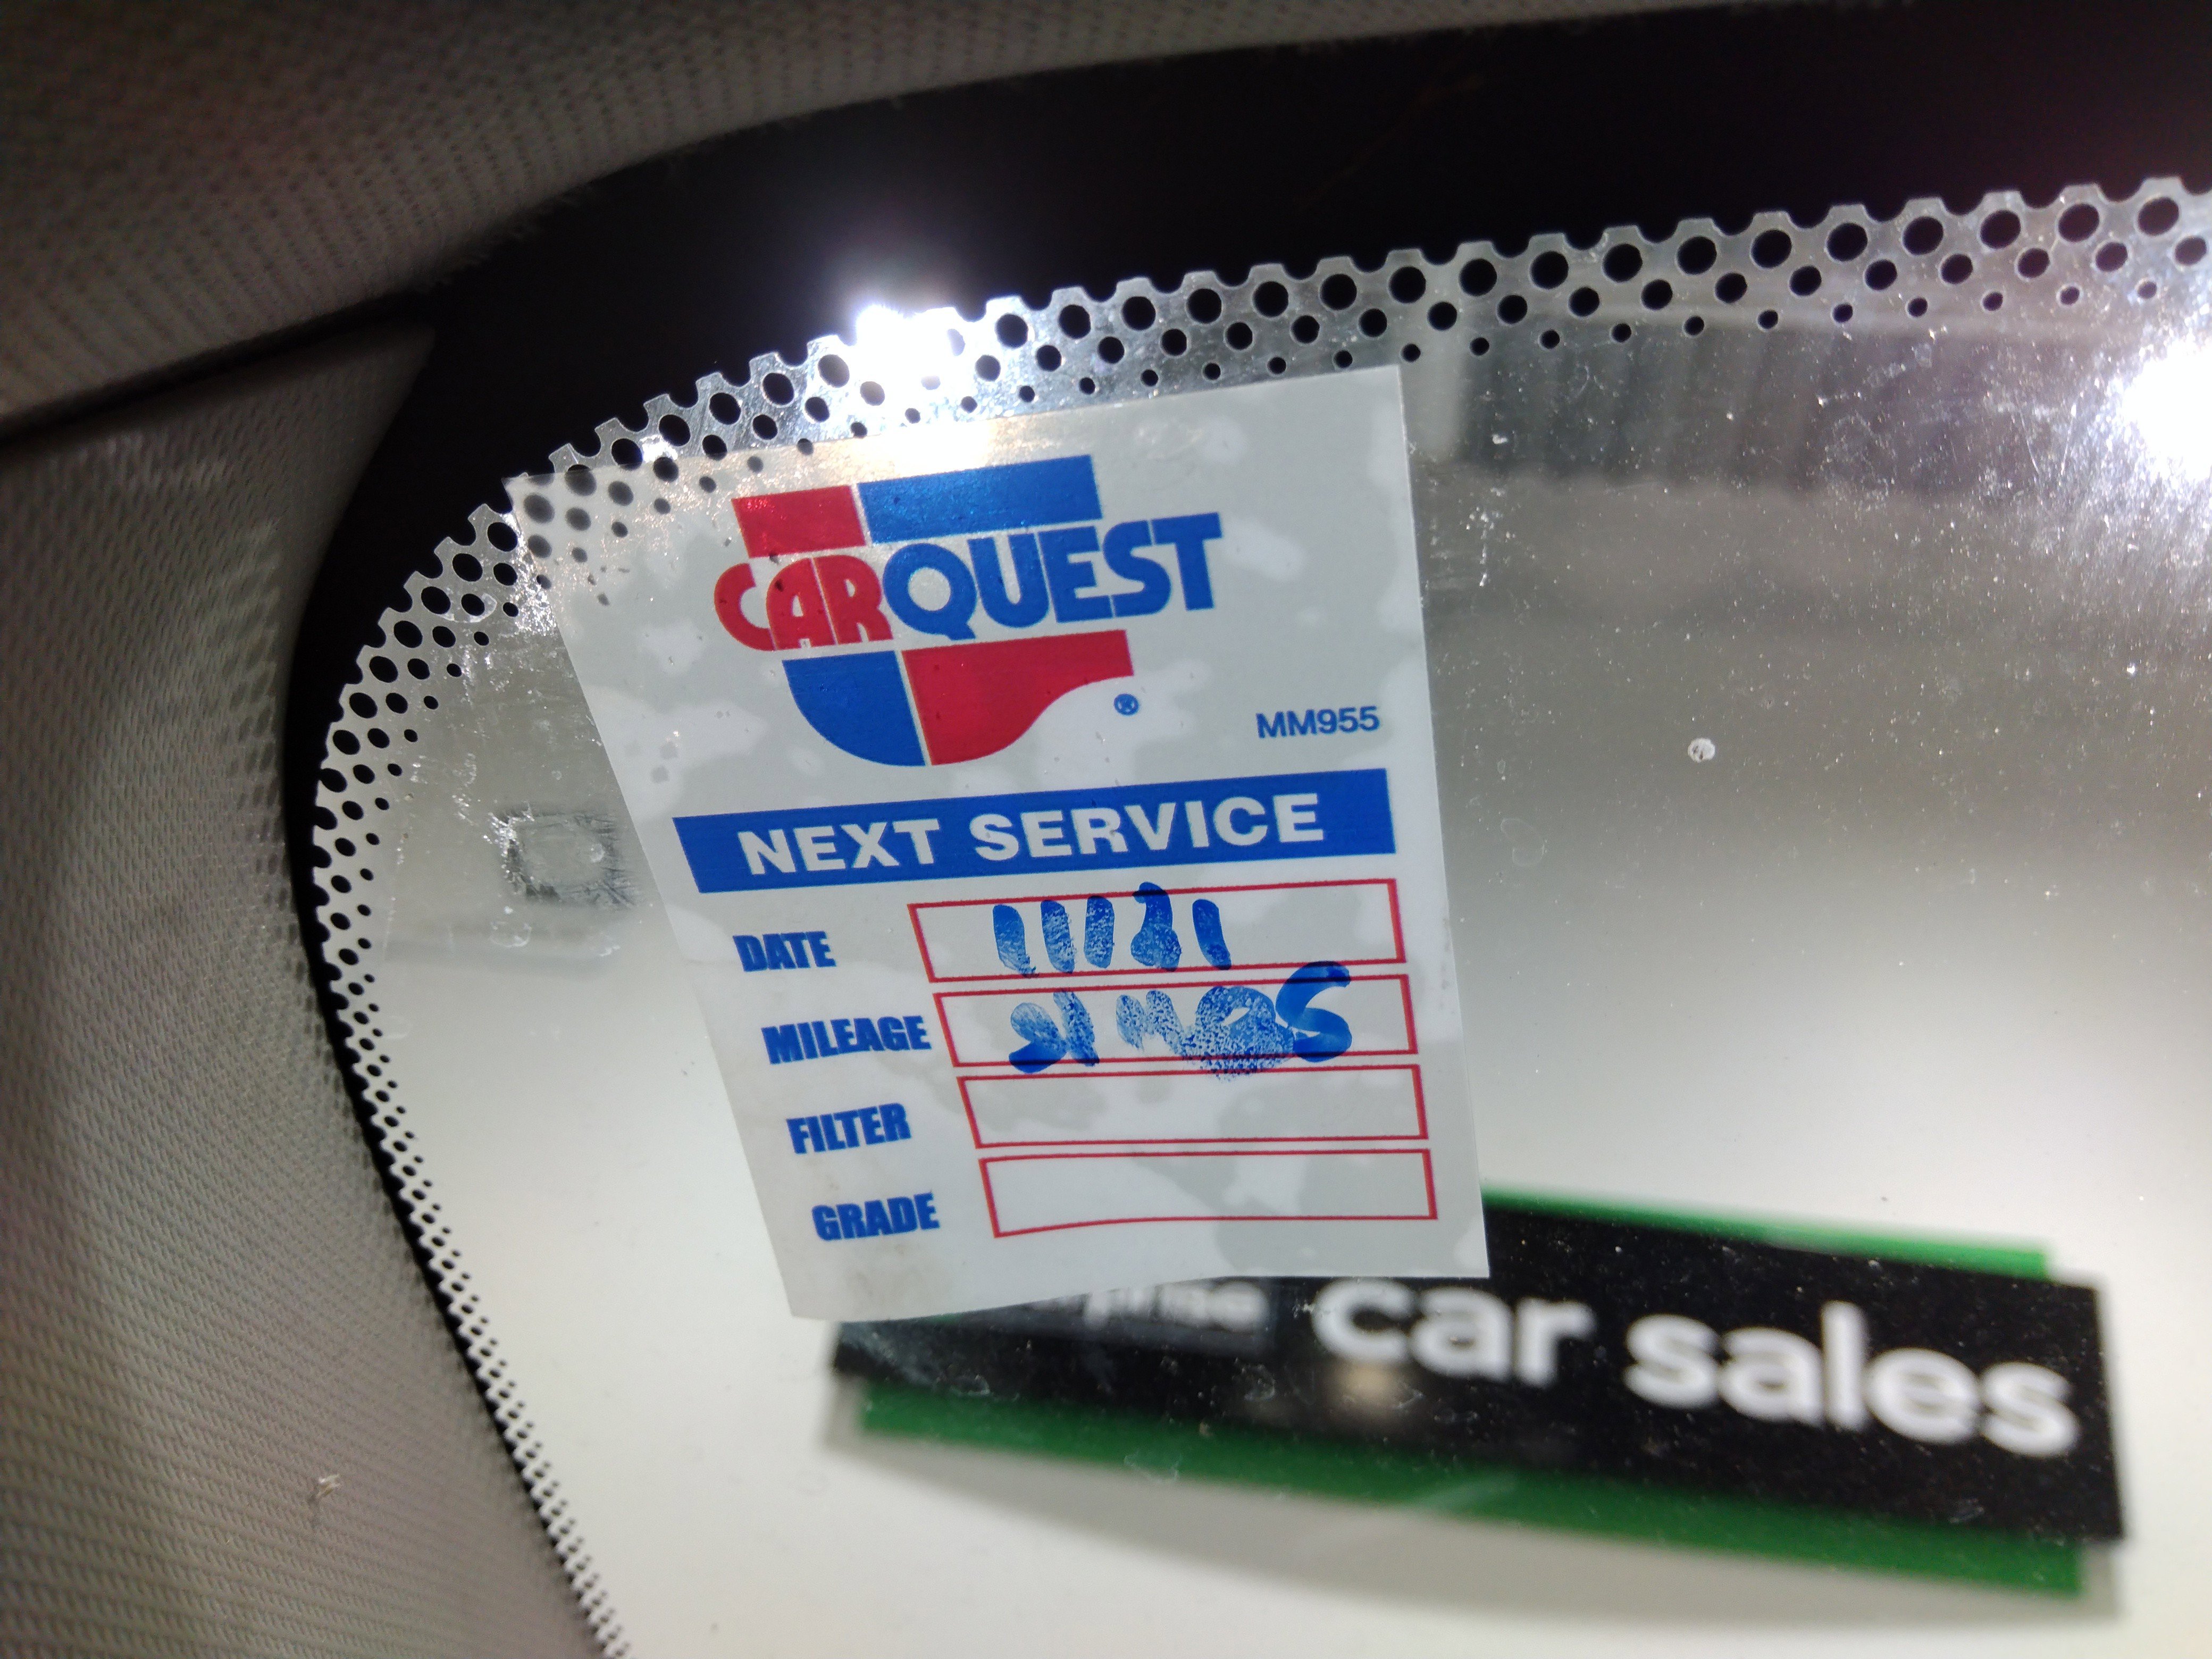 CARQUEST
®
MM955
NEXT SERVICE
DATE 11/21
MILEAGE
FILTER
GRADE
car sales